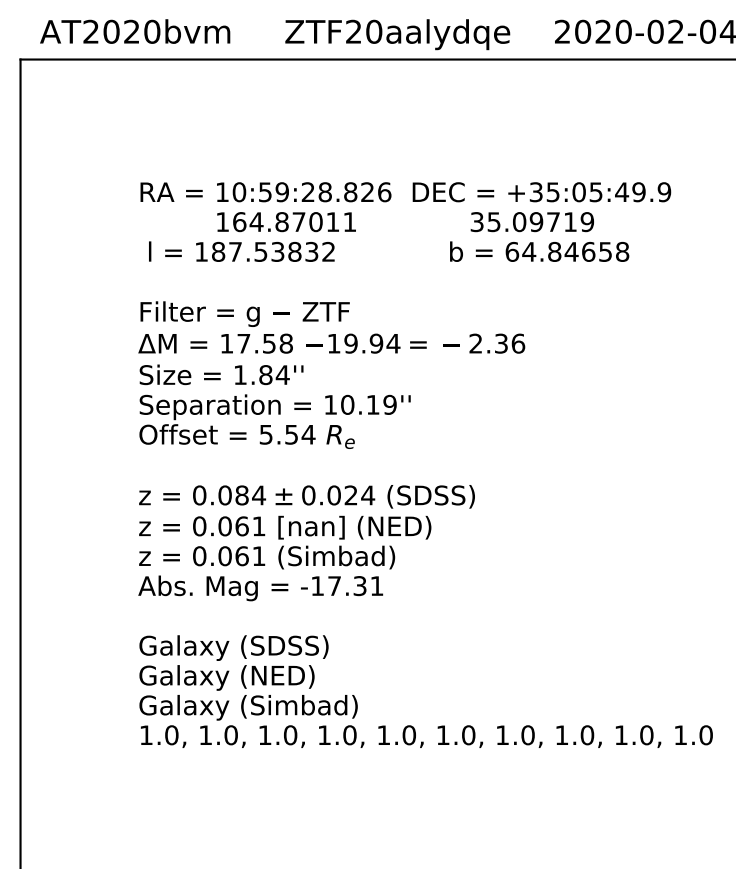 AT2020bvm ZTF20aalydqe 2020-02-04
RA = 10:59:28.826 DEC = +35:05:49.9
164.87011 35.09719
l = 187.53832 b = 64.84658
Filter = g − ZTF
ΔM = 17.58 −19.94 = −2.36
Size = 1.84''
Separation = 10.19''
Offset = 5.54 Rₑ
z = 0.084 ± 0.024 (SDSS)
z = 0.061 [nan] (NED)
z = 0.061 (Simbad)
Abs. Mag = -17.31
Galaxy (SDSS)
Galaxy (NED)
Galaxy (Simbad)
1.0, 1.0, 1.0, 1.0, 1.0, 1.0, 1.0, 1.0, 1.0, 1.0